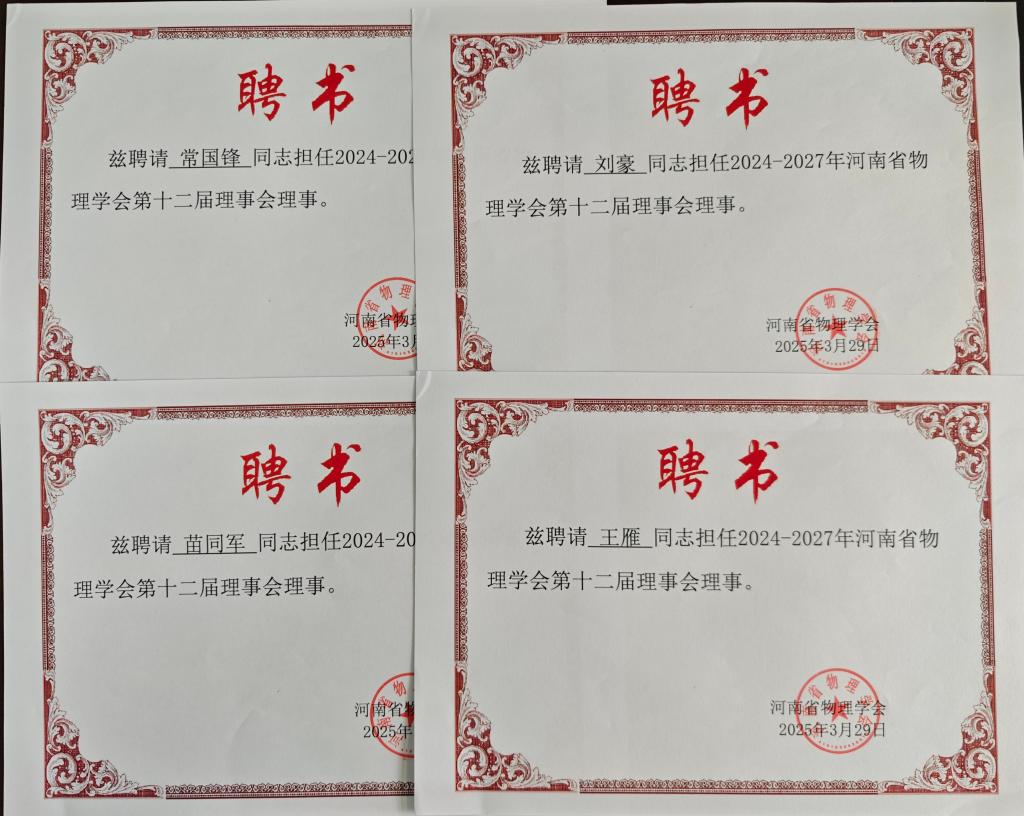 聘书
兹聘请 常国锋 同志担任2024-202
理学会第十二届理事会理事。
河南省物理
2025年3月
聘书
兹聘请 刘豪 同志担任2024-2027年河南省物
理学会第十二届理事会理事。
河南省物理学会
2025年3月29日
聘书
兹聘请 苗同军 同志担任2024-20
理学会第十二届理事会理事。
河南省物
2025年
聘书
兹聘请 王雁 同志担任2024-2027年河南省物
理学会第十二届理事会理事。
河南省物理学会
2025年3月29日